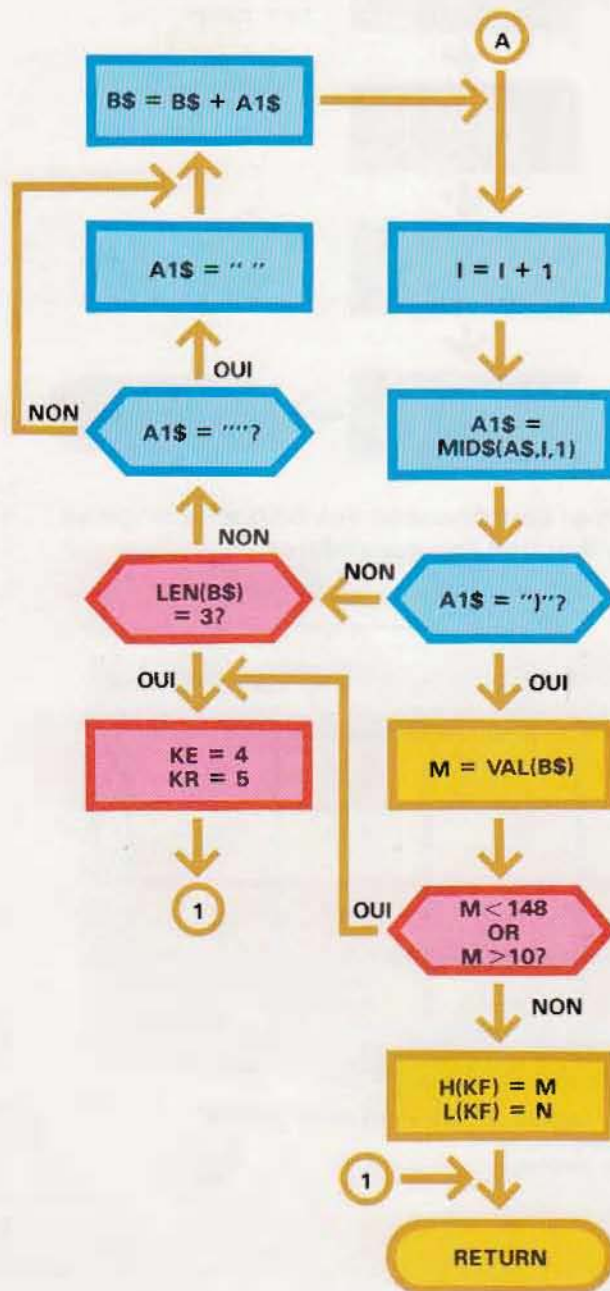 A
B$ = B$ + A1$
A1$ = " "
I = I + 1
OUI
NON
A1$ = ""?
A1$ =
MID$(A$,I,1)
NON
NON
LEN(B$)
= 3?
A1$ = ")"?
OUI
OUI
KE = 4
KR = 5
M = VAL(B$)
1
OUI
M<148
OR
M>10?
NON
H(KF) = M
L(KF) = N
1
RETURN